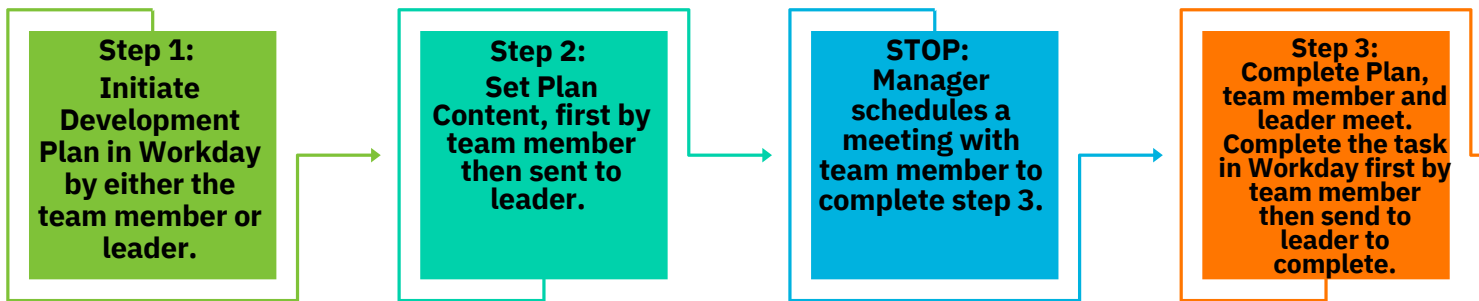 Step 1:
Initiate
Development
Plan in Workday
by either the
team member or
leader.
Step 2:
Set Plan
Content, first by
team member
then sent to
leader.
STOP:
Manager
schedules a
meeting with
team member to
complete step 3.
Step 3:
Complete Plan,
team member and
leader meet.
Complete the task
in Workday first by
team member
then send to
leader to
complete.